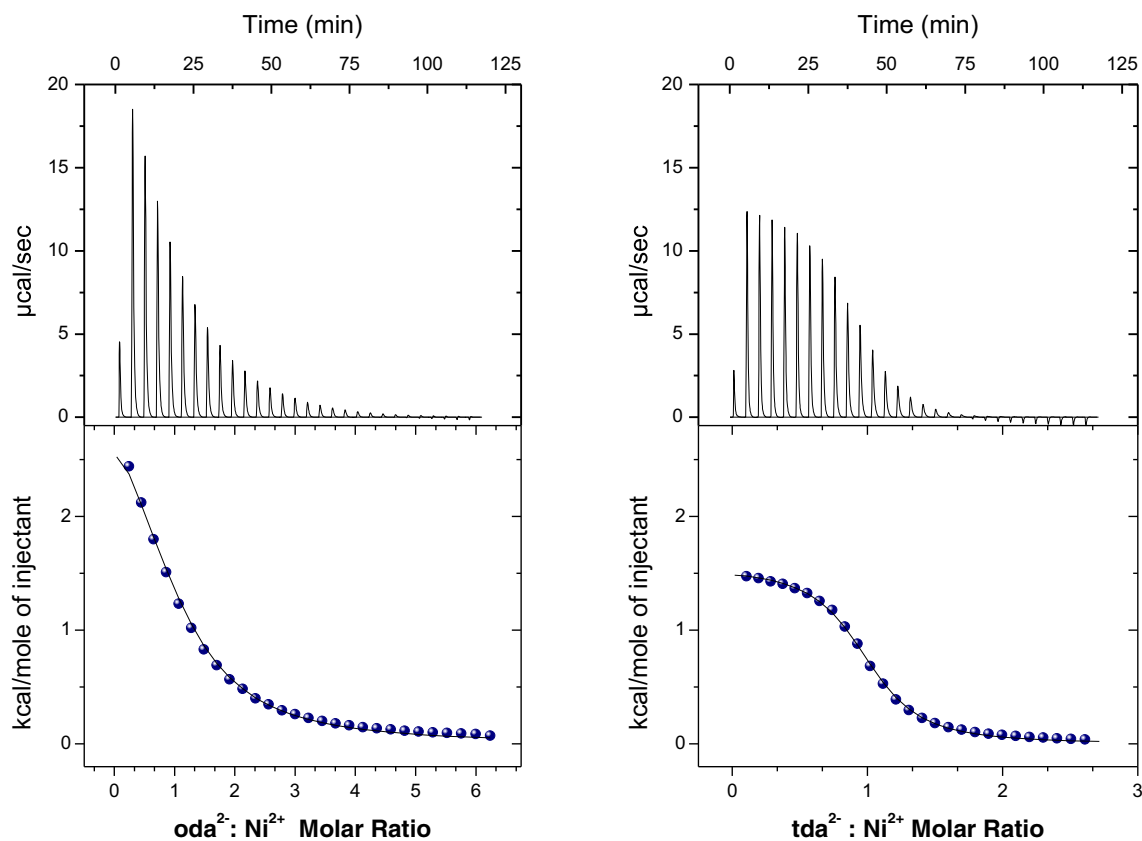 Time (min)
0 25 50 75 100 125
20
15
10
5
0
µcal/sec
2
1
0
kcal/mole of injectant
0 1 2 3 4 5 6
oda²⁻: Ni²⁺ Molar Ratio
Time (min)
0 25 50 75 100 125
20
15
10
5
0
µcal/sec
2
1
0
kcal/mole of injectant
0 1 2 3
tda²⁻ : Ni²⁺ Molar Ratio